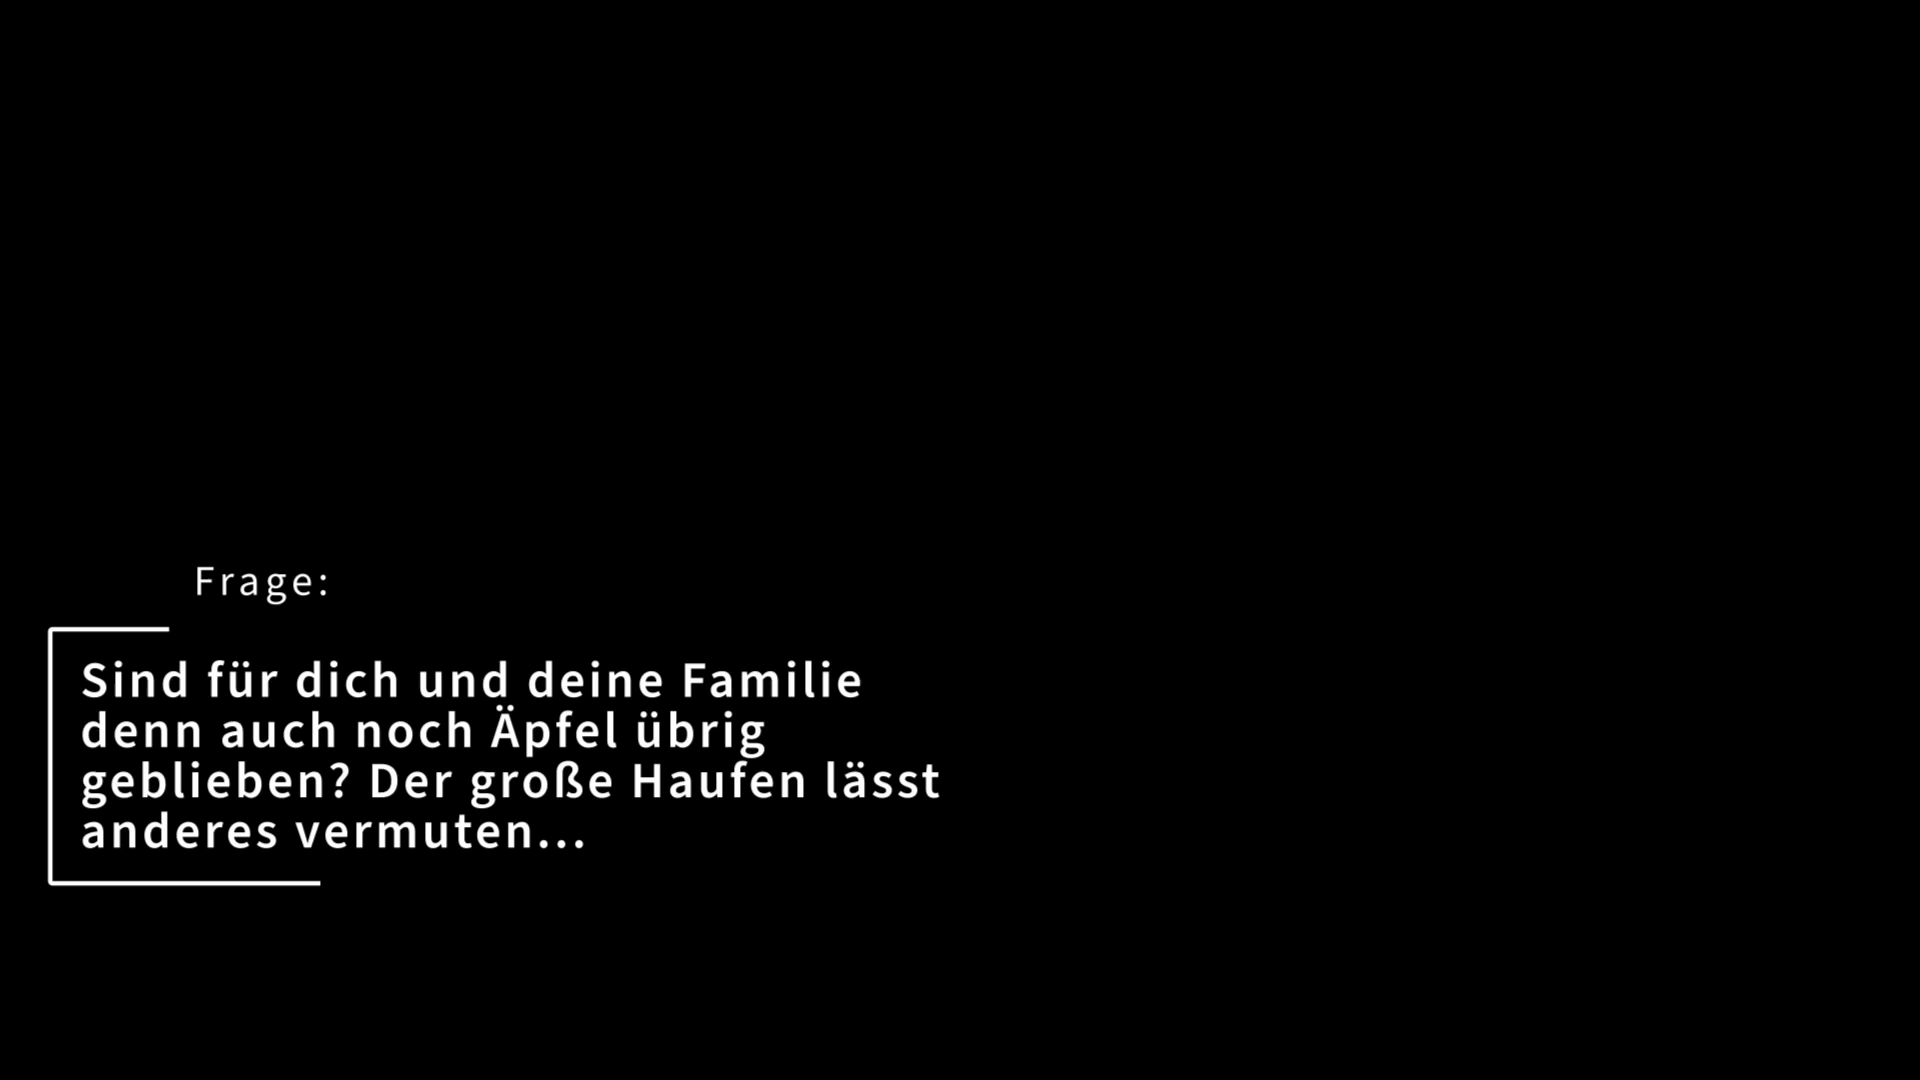 Frage:
Sind für dich und deine Familie
denn auch noch Äpfel übrig
geblieben? Der große Haufen lässt
anderes vermuten...